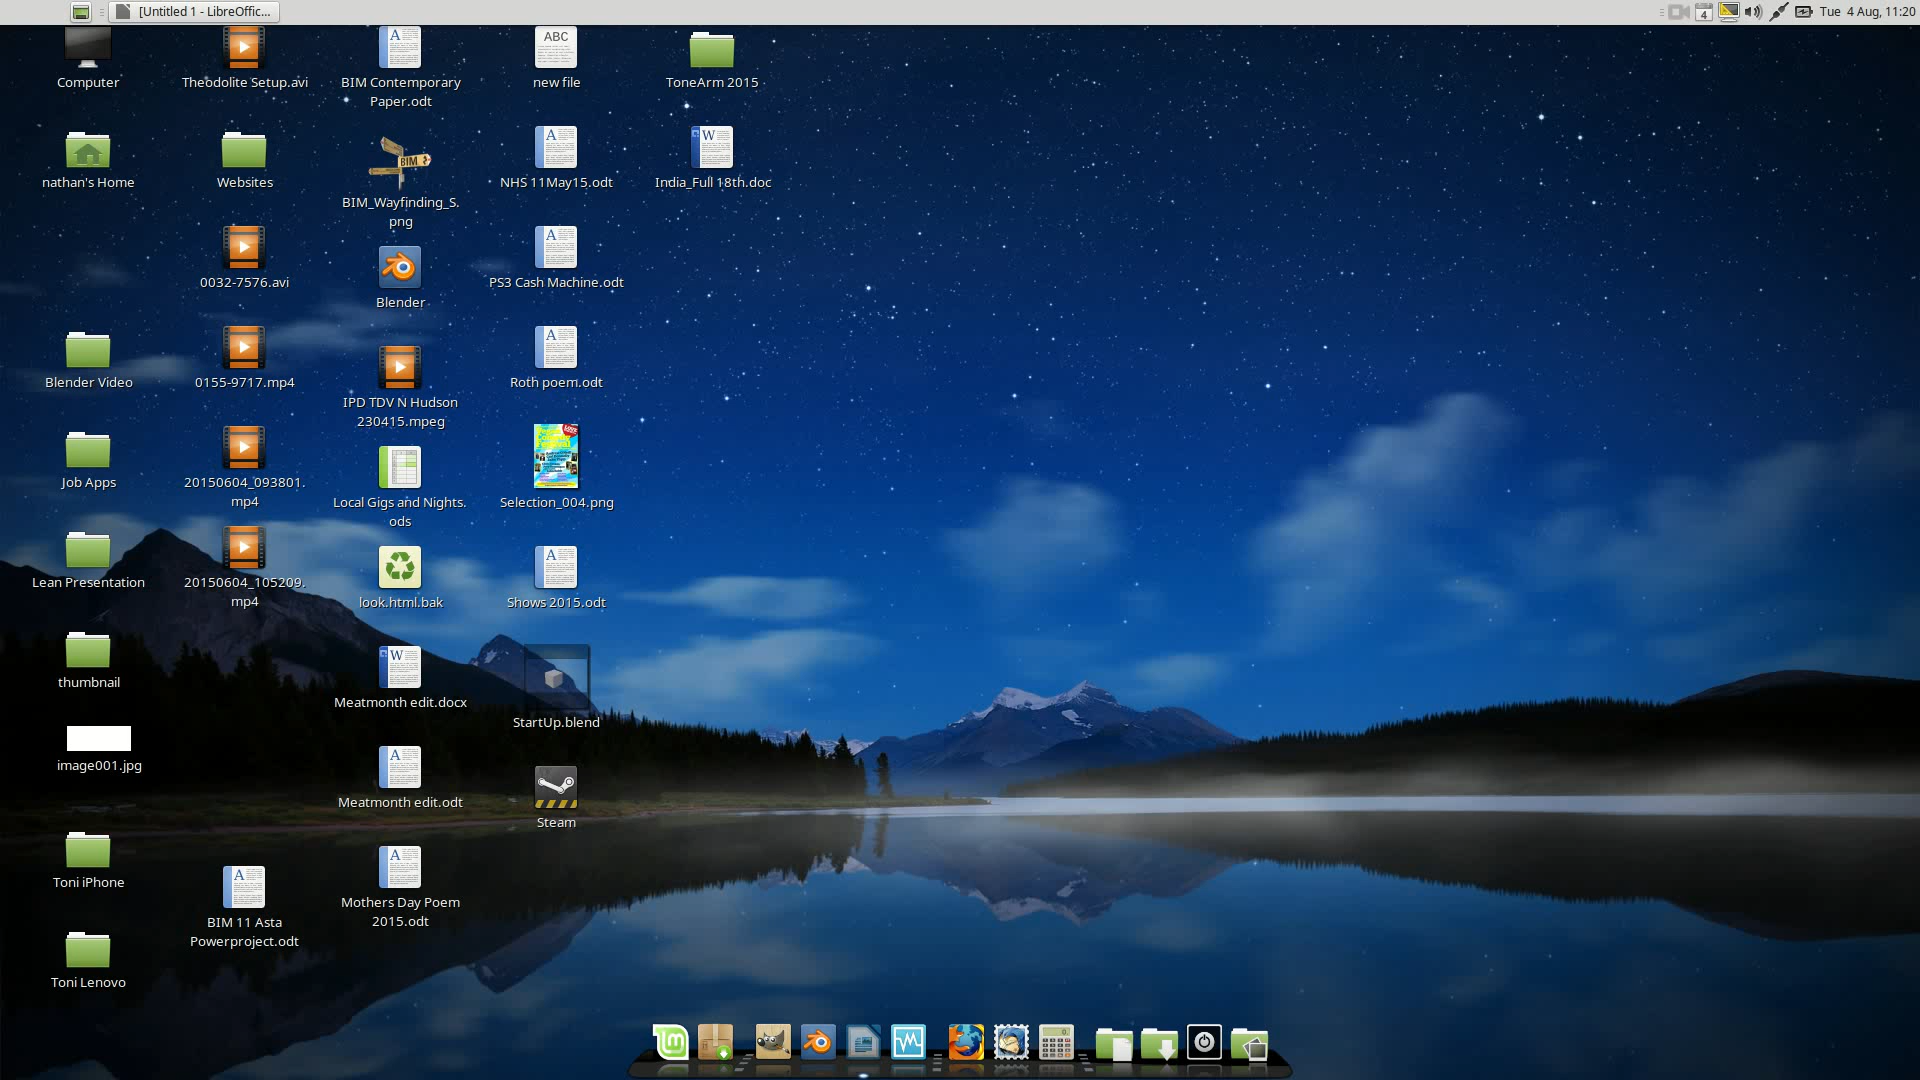 [Untitled 1 - LibreOffic...
4
Tue 4 Aug, 11:20
Computer
Theodolite Setup.avi
BIM Contemporary
Paper.odt
ABC
new file
ToneArm 2015
nathan's Home
Websites
BIM
BIM_Wayfinding_S.
png
NHS 11May15.odt
India_Full 18th.doc
0032-7576.avi
Blender
PS3 Cash Machine.odt
Blender Video
0155-9717.mp4
IPD TDV N Hudson
230415.mpeg
Roth poem.odt
Job Apps
20150604_093801.
mp4
Local Gigs and Nights.
ods
Selection_004.png
Lean Presentation
20150604_105209.
mp4
look.html.bak
Shows 2015.odt
thumbnail
Meatmonth edit.docx
StartUp.blend
image001.jpg
Meatmonth edit.odt
Steam
Toni iPhone
BIM 11 Asta
Powerproject.odt
Mothers Day Poem
2015.odt
Toni Lenovo